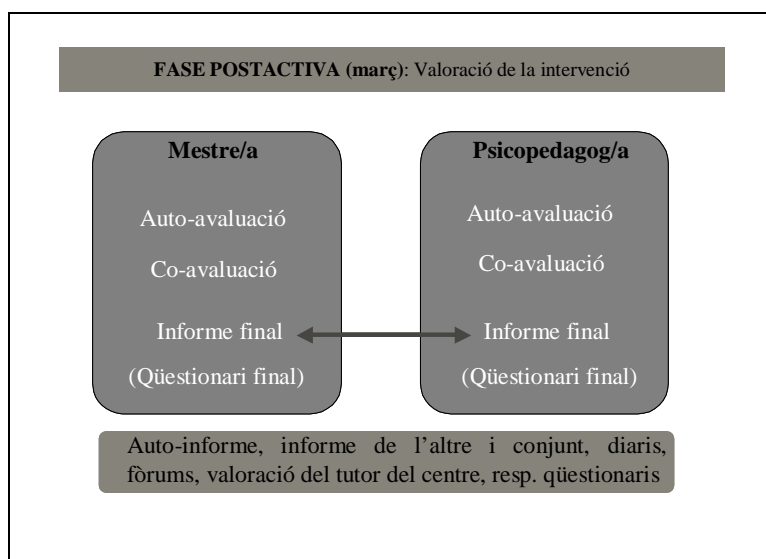 FASE POSTACTIVA (març): Valoració de la intervenció
Mestre/a
Auto-avaluació
Co-avaluació
Informe final
(Qüestionari final)
Psicopedagog/a
Auto-avaluació
Co-avaluació
Informe final
(Qüestionari final)
Auto-informe, informe de l’altre i conjunt, diaris,
fòrums, valoració del tutor del centre, resp. qüestionaris